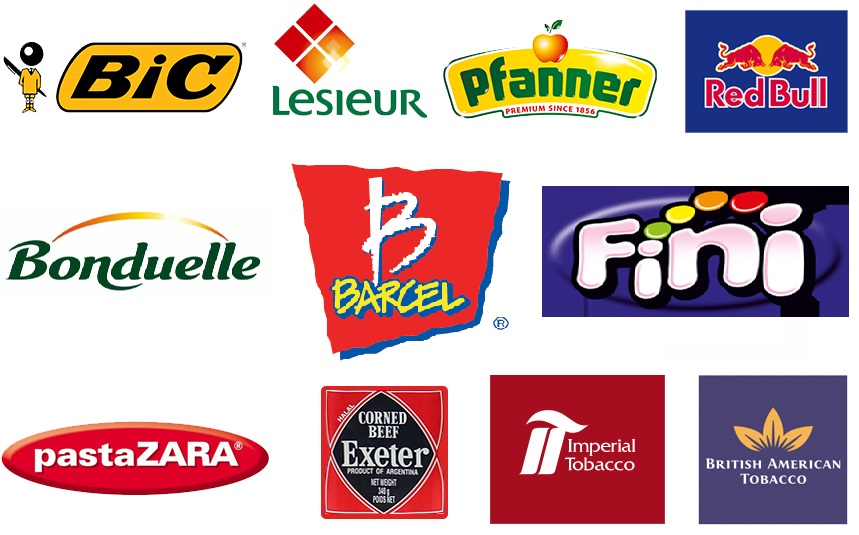 BiC
®
LESIEUR
Pfanner
PREMIUM SINCE 1856
Red Bull
Bonduelle
B
BARCEL
®
Fini
pastaZARA®
HALAL
CORNED
BEEF
Exeter
PRODUCT OF ARGENTINA
NET WEIGHT
340 g
POIDS NET
Imperial
Tobacco
BRITISH AMERICAN
TOBACCO